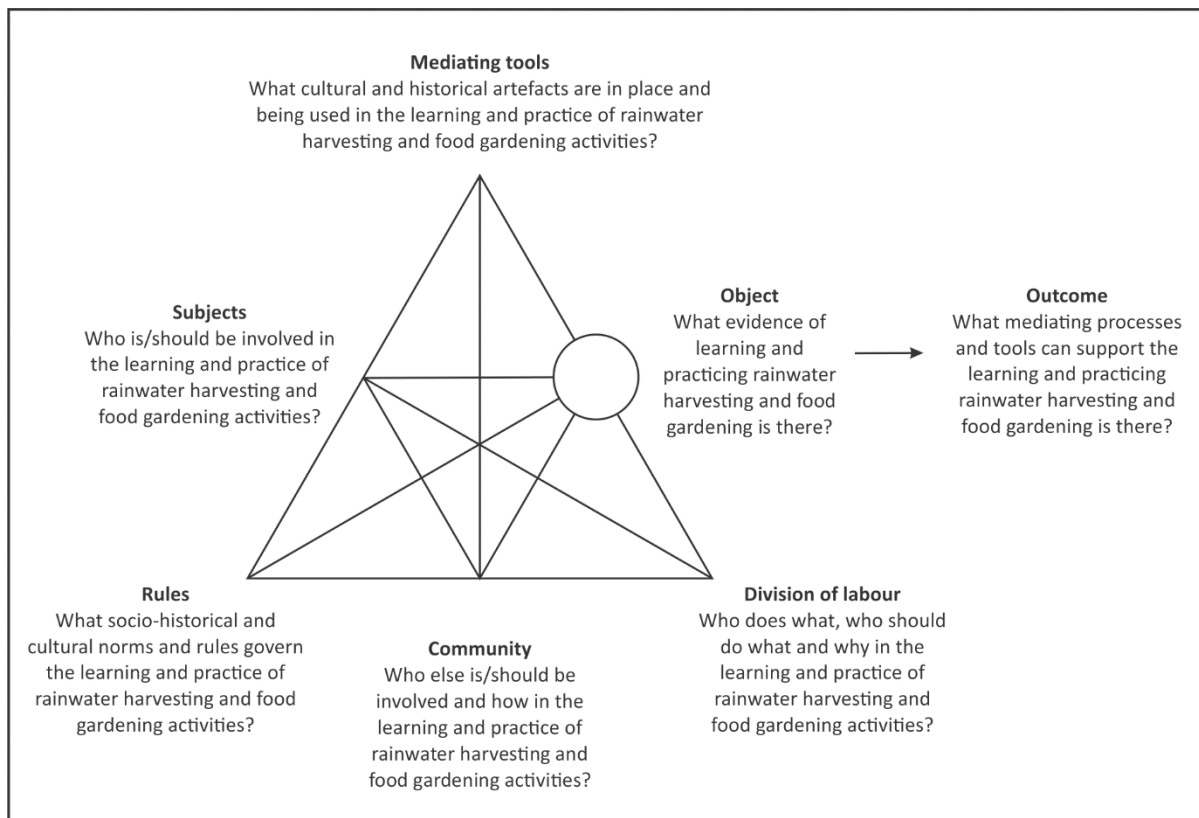 Mediating tools
What cultural and historical artefacts are in place and
being used in the learning and practice of rainwater
harvesting and food gardening activities?
Subjects
Who is/should be involved in
the learning and practice of
rainwater harvesting and
food gardening activities?
Object
What evidence of
learning and
practicing rainwater
harvesting and food
gardening is there?
Outcome
What mediating processes
and tools can support the
learning and practicing
rainwater harvesting and
food gardening is there?
Rules
What socio-historical and
cultural norms and rules govern
the learning and practice of
rainwater harvesting and food
gardening activities?
Community
Who else is/should be
involved and how in the
learning and practice of
rainwater harvesting and
food gardening activities?
Division of labour
Who does what, who should
do what and why in the
learning and practice of
rainwater harvesting and
food gardening activities?